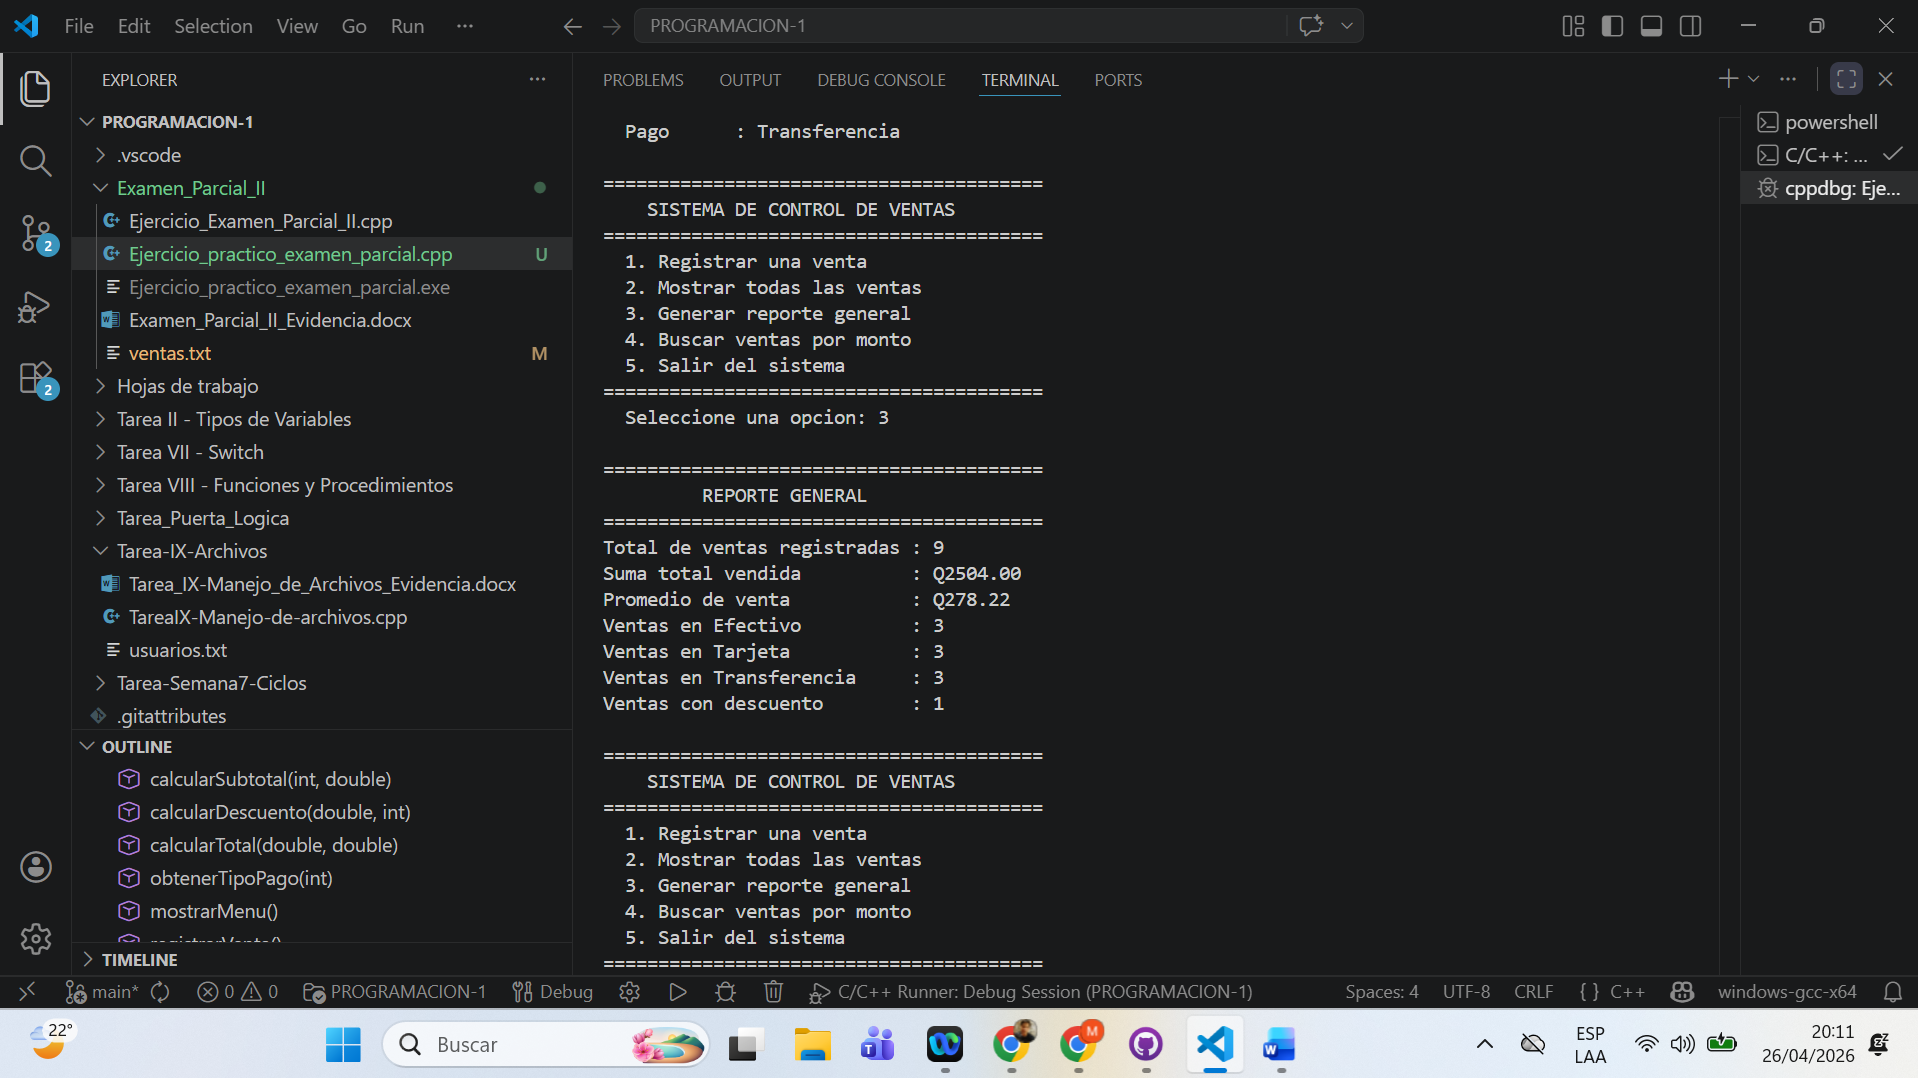 File Edit Selection View Go Run ···
PROGRAMACION-1
EXPLORER
PROGRAMACION-1
.vscode
Examen_Parcial_II
Ejercicio_Examen_Parcial_II.cpp
Ejercicio_practico_examen_parcial.cpp U
Ejercicio_practico_examen_parcial.exe
Examen_Parcial_II_Evidencia.docx
ventas.txt M
Hojas de trabajo
Tarea II - Tipos de Variables
Tarea VII - Switch
Tarea VIII - Funciones y Procedimientos
Tarea_Puerta_Logica
Tarea-IX-Archivos
Tarea_IX-Manejo_de_Archivos_Evidencia.docx
TareaIX-Manejo-de-archivos.cpp
usuarios.txt
Tarea-Semana7-Ciclos
.gitattributes
OUTLINE
calcularSubtotal(int, double)
calcularDescuento(double, int)
calcularTotal(double, double)
obtenerTipoPago(int)
mostrarMenu()
TIMELINE
2
2
PROBLEMS OUTPUT DEBUG CONSOLE TERMINAL PORTS
Pago : Transferencia
========================================
SISTEMA DE CONTROL DE VENTAS
========================================
1. Registrar una venta
2. Mostrar todas las ventas
3. Generar reporte general
4. Buscar ventas por monto
5. Salir del sistema
========================================
Seleccione una opcion: 3
========================================
REPORTE GENERAL
========================================
Total de ventas registradas : 9
Suma total vendida : Q2504.00
Promedio de venta : Q278.22
Ventas en Efectivo : 3
Ventas en Tarjeta : 3
Ventas en Transferencia : 3
Ventas con descuento : 1
========================================
SISTEMA DE CONTROL DE VENTAS
========================================
1. Registrar una venta
2. Mostrar todas las ventas
3. Generar reporte general
4. Buscar ventas por monto
5. Salir del sistema
========================================
powershell
C/C++: ...
cppdbg: Eje...
main* 0 0 PROGRAMACION-1 Debug C/C++ Runner: Debug Session (PROGRAMACION-1) Spaces: 4 UTF-8 CRLF {} C++ windows-gcc-x64
22°
Buscar
M
ESP
LAA
20:11
26/04/2026